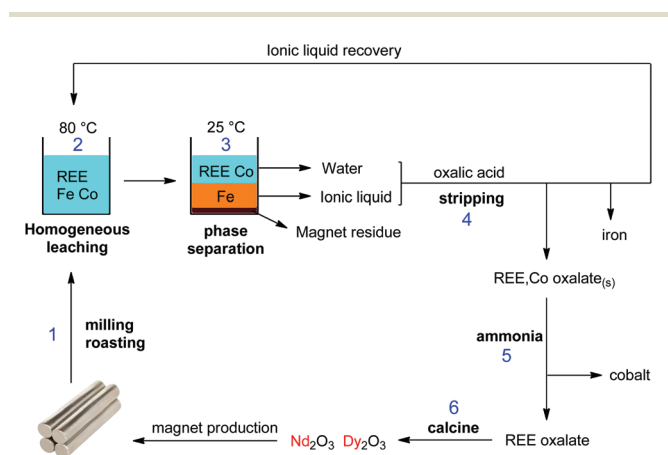 Ionic liquid recovery
80 °C
2
REE
Fe Co
Homogeneous
leaching
25 °C
3
REE Co
Fe
phase
separation
Water
Ionic liquid
Magnet residue
oxalic acid
stripping
4
iron
REE,Co oxalate(s)
1
milling
roasting
ammonia
5
cobalt
REE oxalate
6
calcine
Nd₂O₃ Dy₂O₃
magnet production